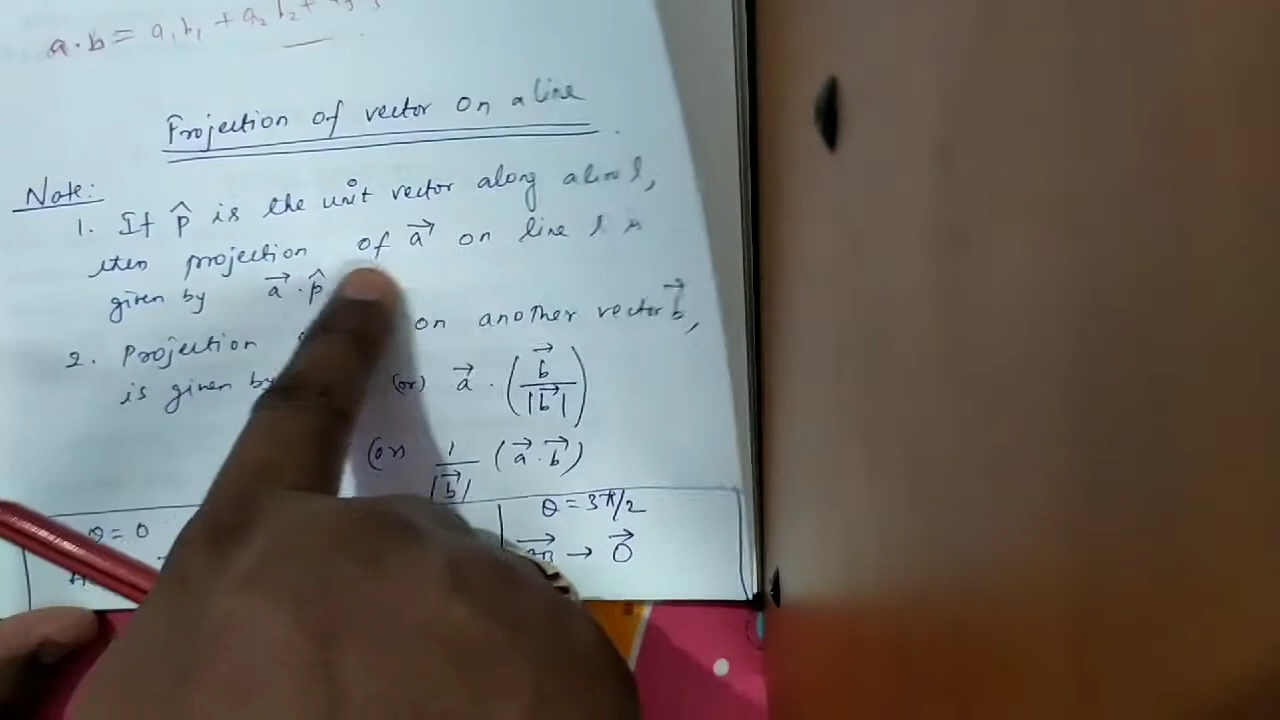 a·b = a₁b₁ + a₂b₂+
Projection of vector on a line
Note:
1. If p̂ is the unit vector along a line l,
then projection of a⃗ on line l is
given by a⃗ · p̂
2. Projection on another vector b⃗,
is given by (or) a⃗ · (b⃗/|b⃗|)
(or 1/|b⃗| (a⃗·b⃗)
θ = 0 θ = 3π/2
→ 0⃗